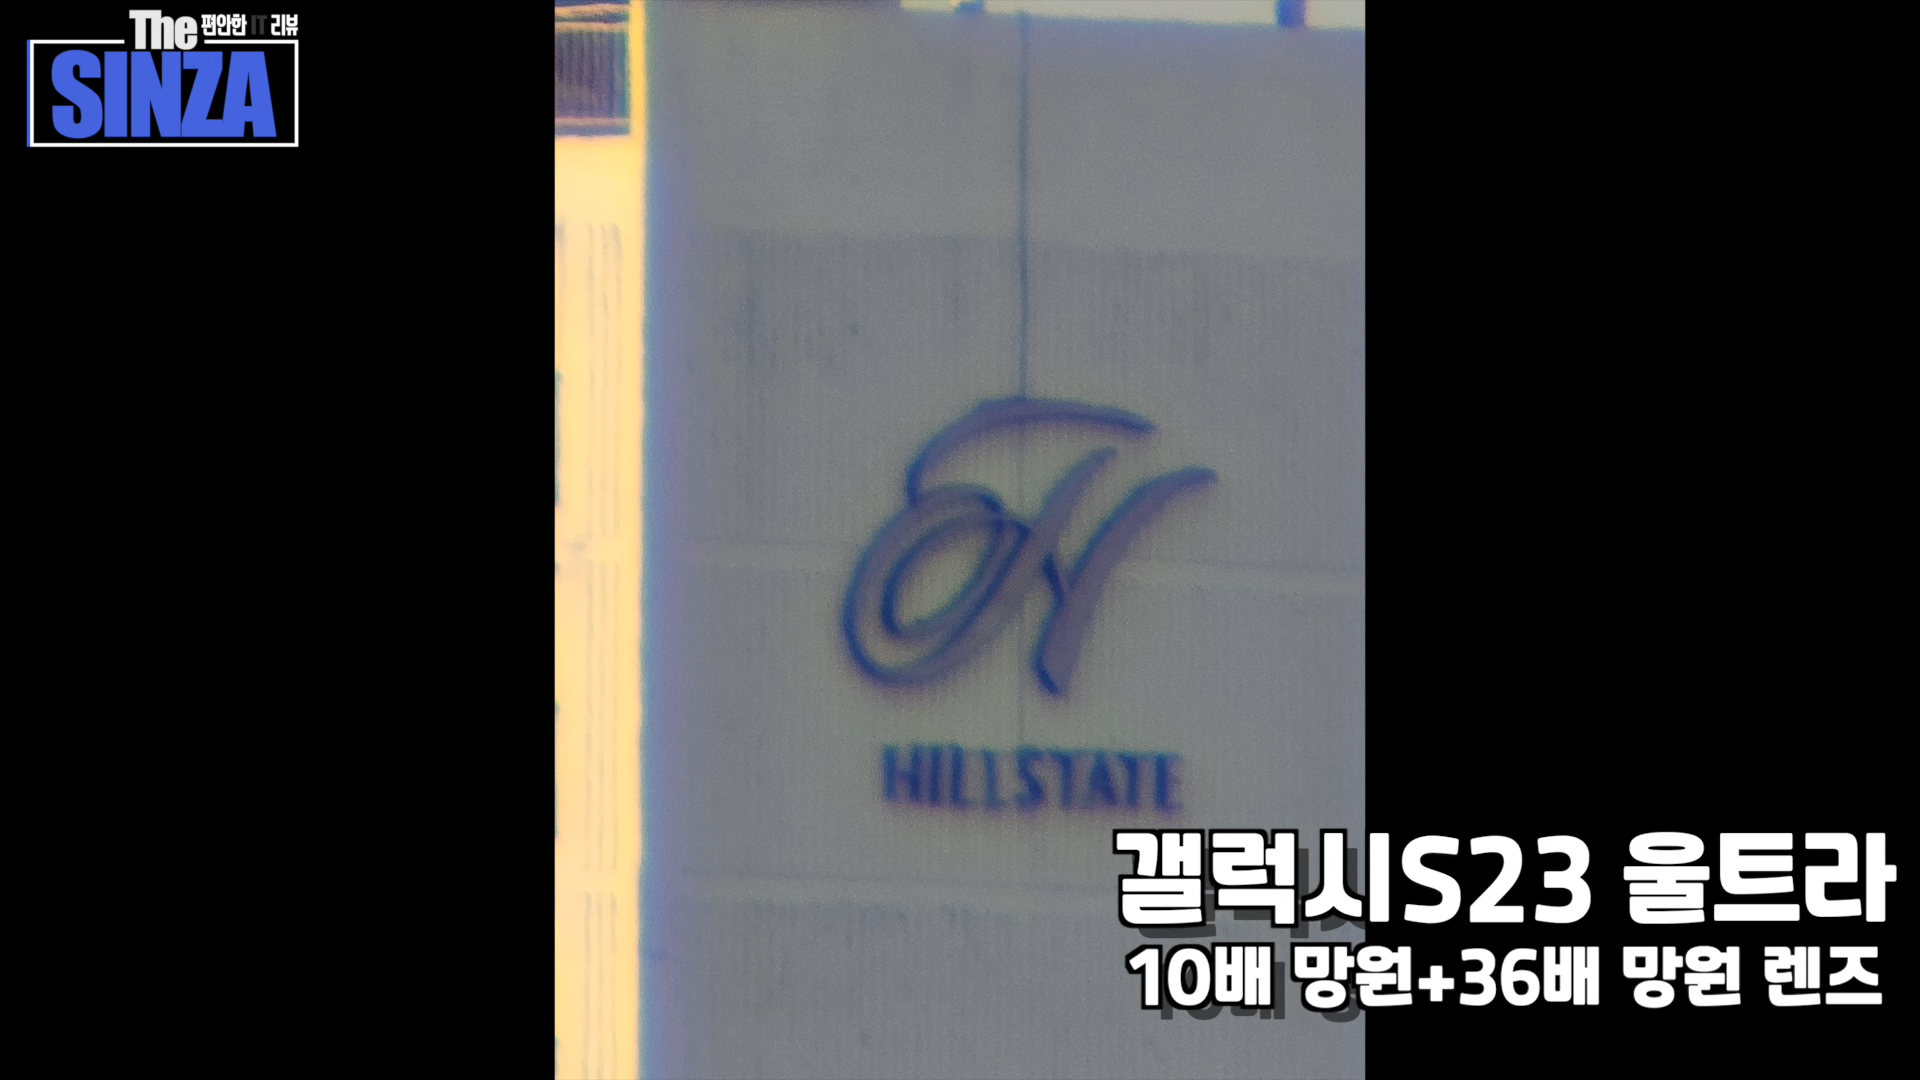 The 편안한 IT 리뷰
SINZA
HILLSTATE
갤럭시S23 울트라
10배 망원+36배 망원 렌즈